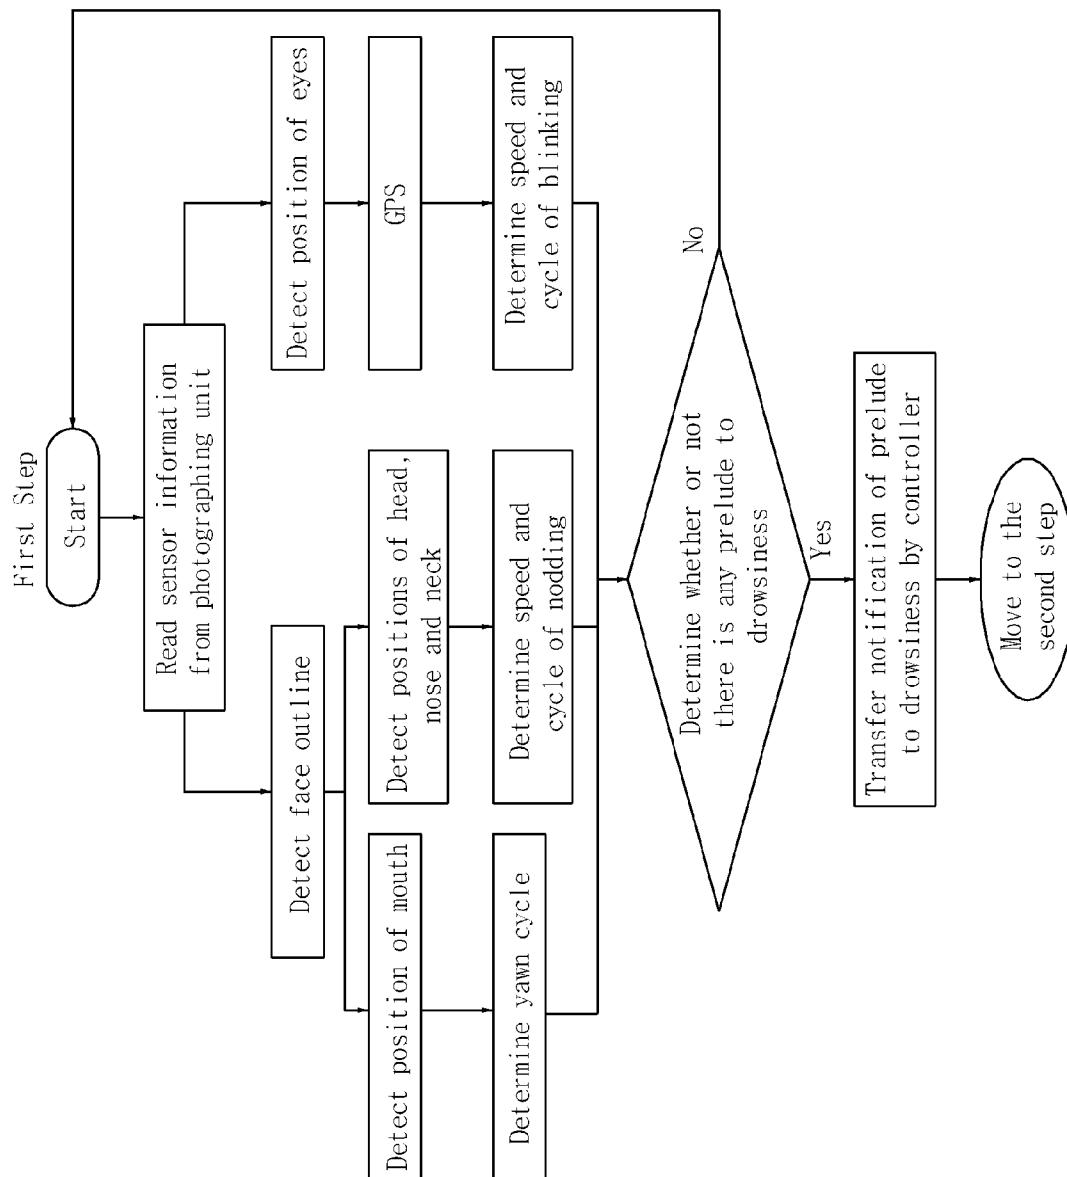 First Step
Start
Read sensor information
from photographing unit
Detect face outline
Detect position of eyes
Detect position of mouth
Detect positions of head,
nose and neck
GPS
Determine yawn cycle
Determine speed and
cycle of nodding
Determine speed and
cycle of blinking
Determine whether or not
there is any prelude to
drowsiness
No
Yes
Transfer notification of prelude
to drowsiness by controller
Move to the
second step